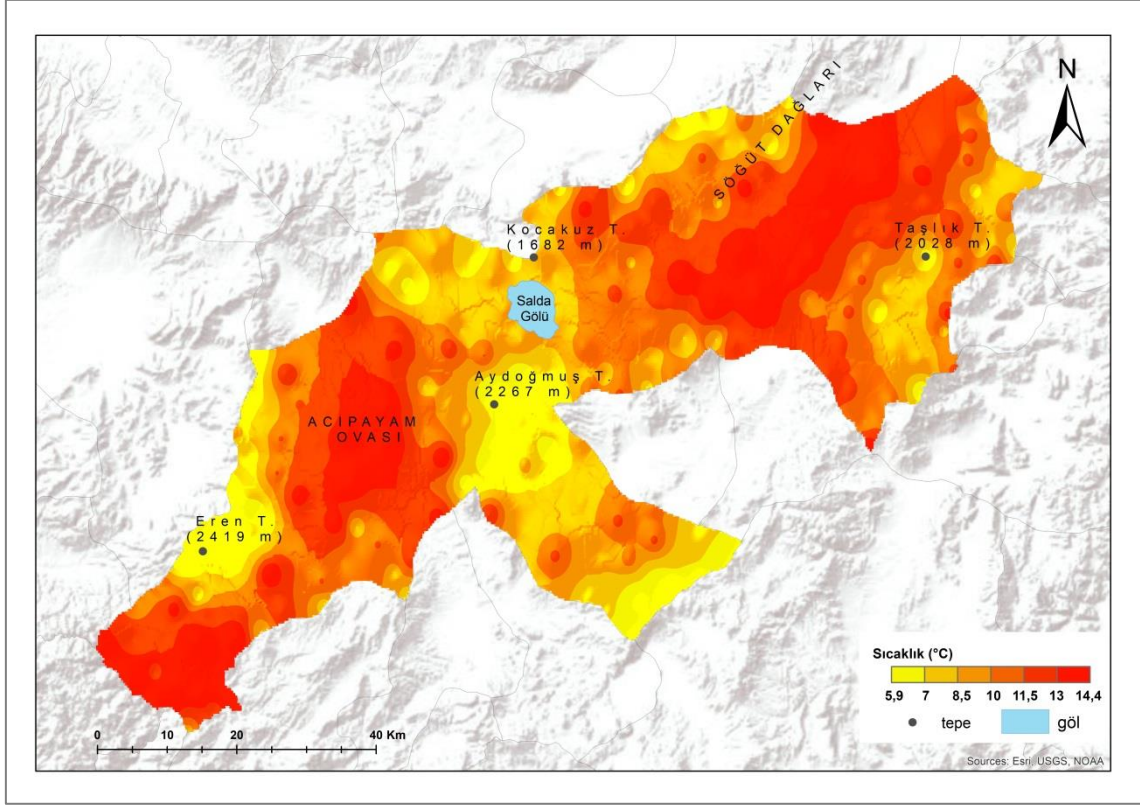 N
SÖĞÜT DAĞLARI
Kocakuz T.
(1682 m)
Taşlık T.
(2028 m)
Salda
Gölü
Aydoğmuş T.
(2267 m)
ACIPAYAM
OVASI
Eren T.
(2419 m)
Sıcaklık (°C)
5,9 7 8,5 10 11,5 13 14,4
tepe göl
0 10 20 40 Km
Sources: Esri, USGS, NOAA